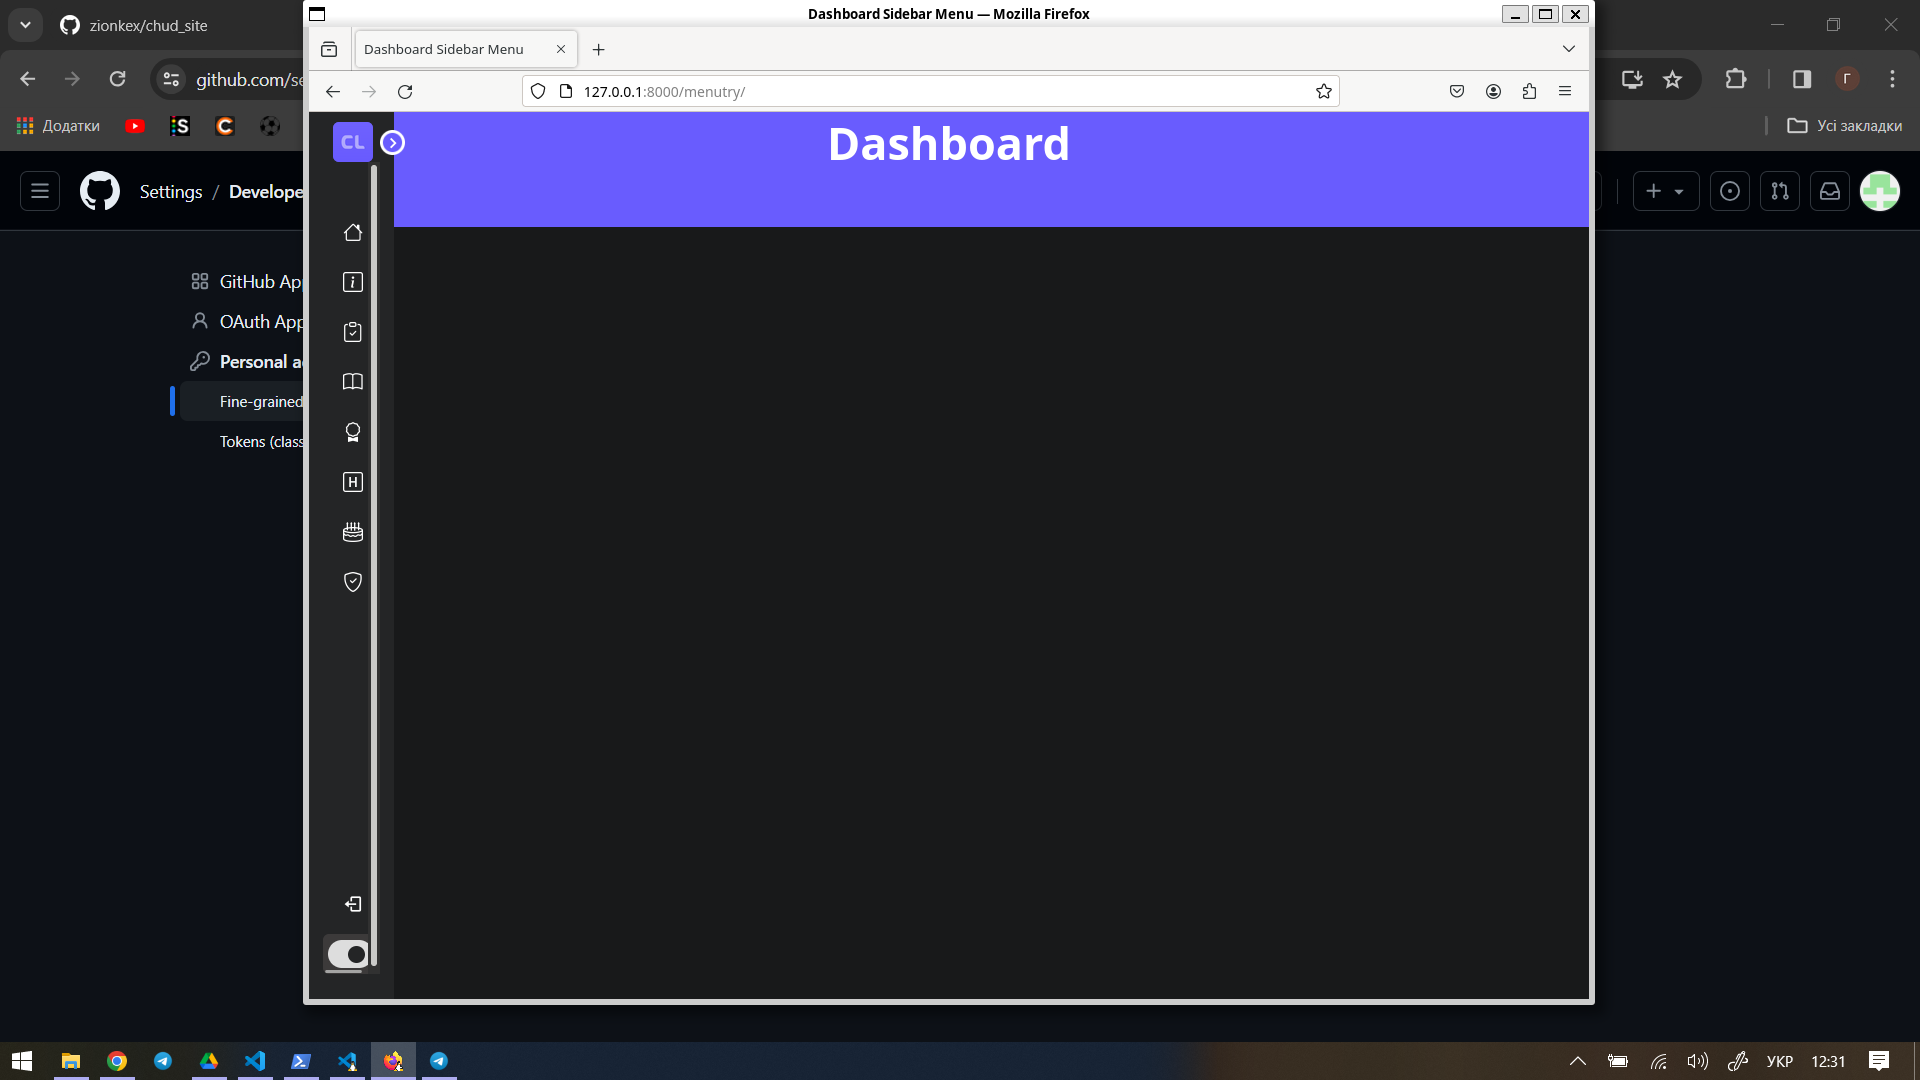 zionkex/chud_site
Dashboard Sidebar Menu — Mozilla Firefox
Dashboard Sidebar Menu
github.com/se
127.0.0.1:8000/menutry/
Г
Додатки
Усі закладки
CL
Dashboard
Settings / Develope
GitHub Ap
OAuth App
Personal a
Fine-grained
Tokens (clas
H
УКР
12:31